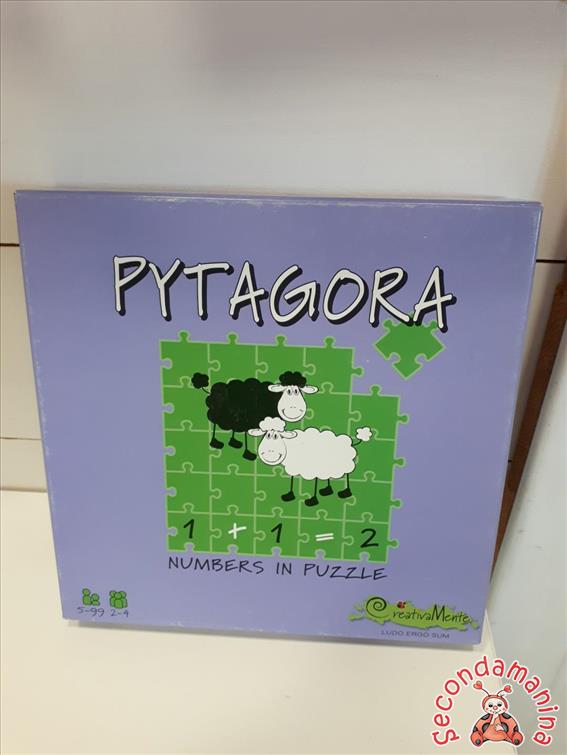 PYTAGORA
1 + 1 = 2
NUMBERS IN PUZZLE
5-99 2-4
CreativaMente
LUDO ERGO SUM
Secondamanina